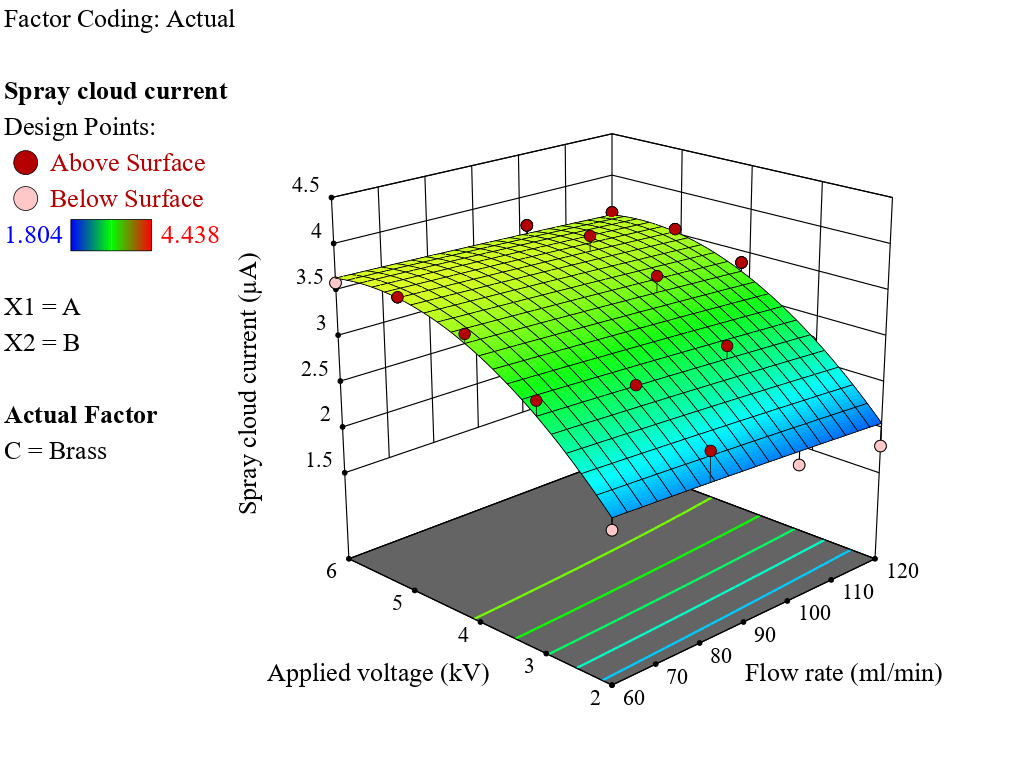 Factor Coding: Actual
Spray cloud current
Design Points:
Above Surface
Below Surface
1.804 4.438
X1 = A
X2 = B
Actual Factor
C = Brass
4.5
4
3.5
3
2.5
2
1.5
Spray cloud current (µA)
6
5
4
3
2
Applied voltage (kV)
60
70
80
90
100
110
120
Flow rate (ml/min)